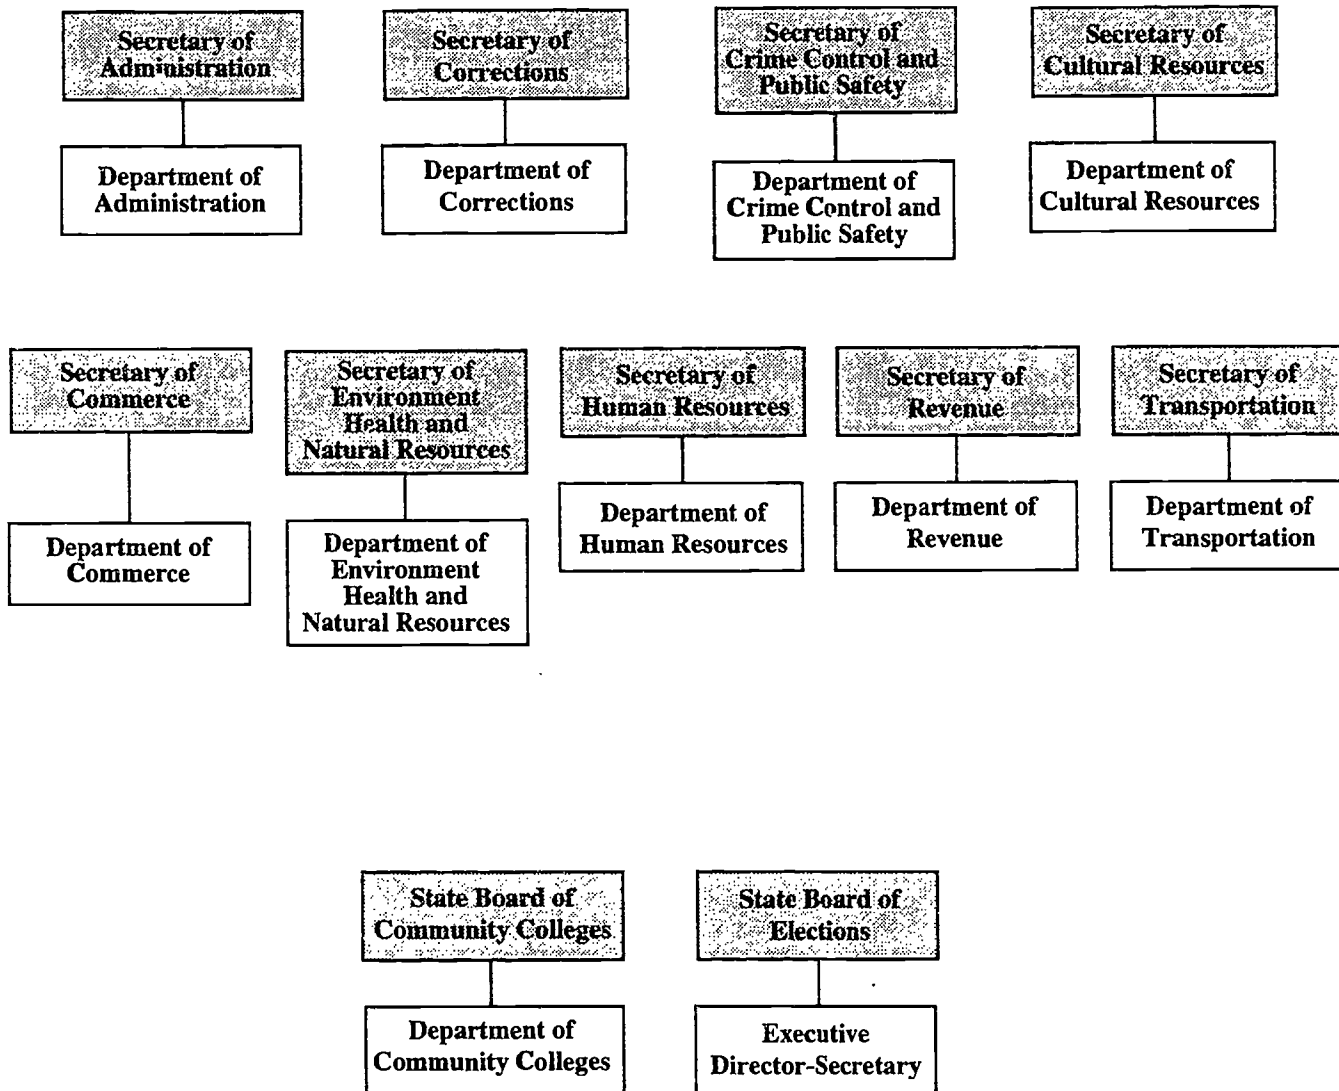 Secretary of
Administration
Secretary of
Corrections
Secretary of
Crime Control and
Public Safety
Secretary of
Cultural Resources
Department of
Administration
Department of
Corrections
Department of
Crime Control and
Public Safety
Department of
Cultural Resources
Secretary of
Commerce
Secretary of
Environment
Health and
Natural Resources
Secretary of
Human Resources
Secretary of
Revenue
Secretary of
Transportation
Department of
Commerce
Department of
Environment
Health and
Natural Resources
Department of
Human Resources
Department of
Revenue
Department of
Transportation
State Board of
Community Colleges
State Board of
Elections
Department of
Community Colleges
Executive
Director-Secretary